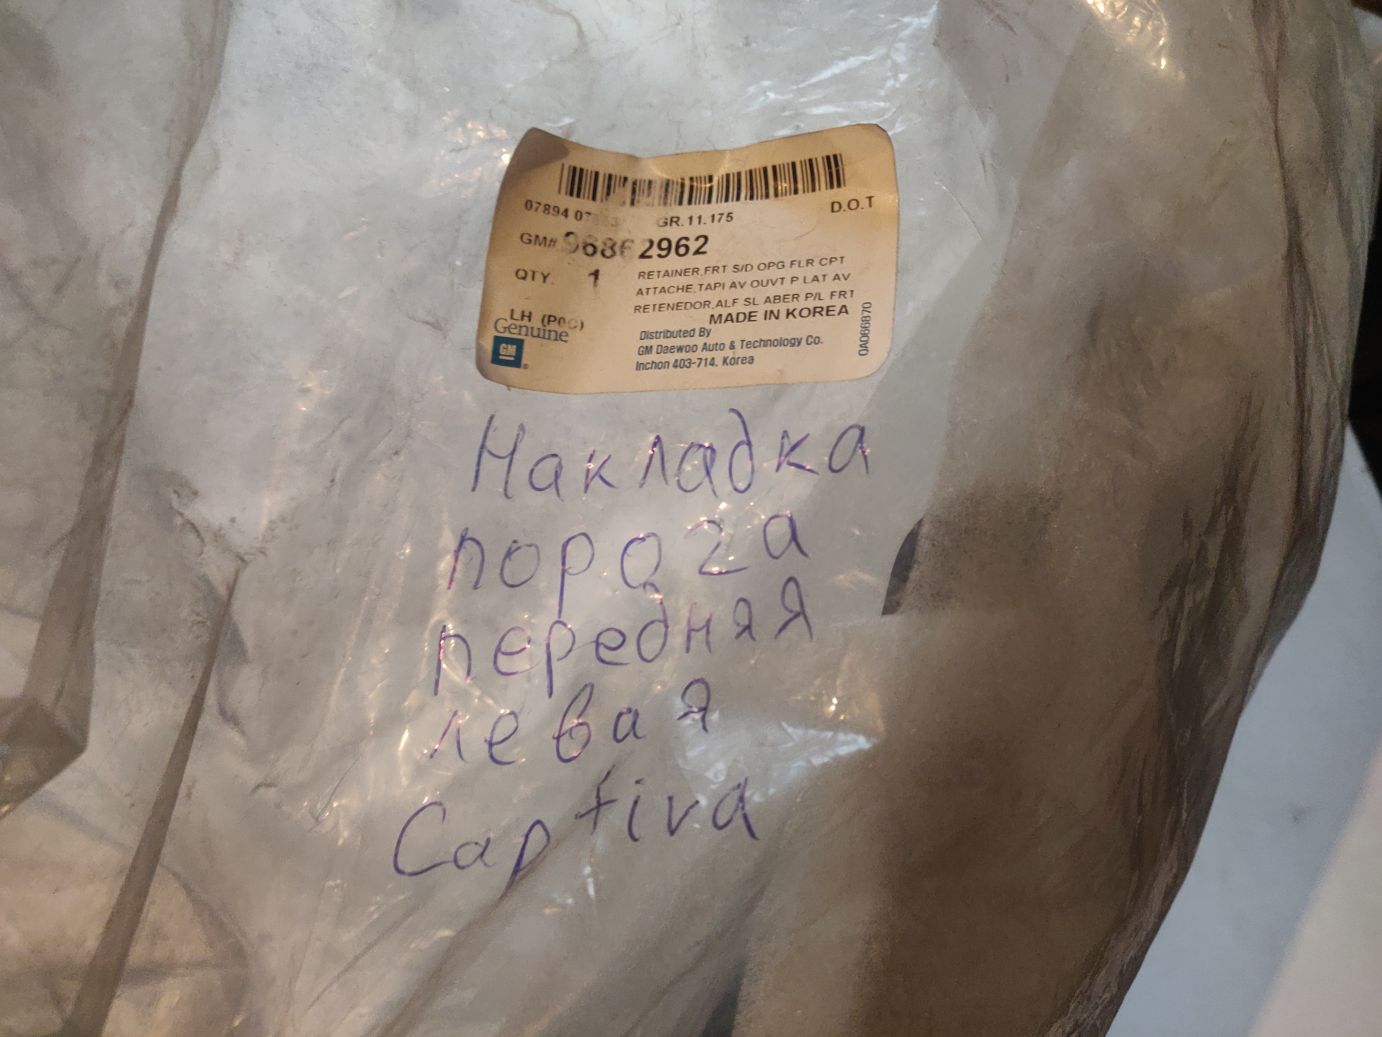 07894 GR.11.175 D.O.T
GM# 96862962
QTY. 1
RETAINER,FRT S/D OPG FLR CPT
ATTACHE,TAPI AV OUVT P LAT AV
RETENEDOR,ALF SL ABER P/L FRT
LH MADE IN KOREA
Genuine
GM
Distributed By
GM Daewoo Auto & Technology Co.
Inchon 403-714, Korea
0A066870
Накладка
порога
передняя
левая
Captiva